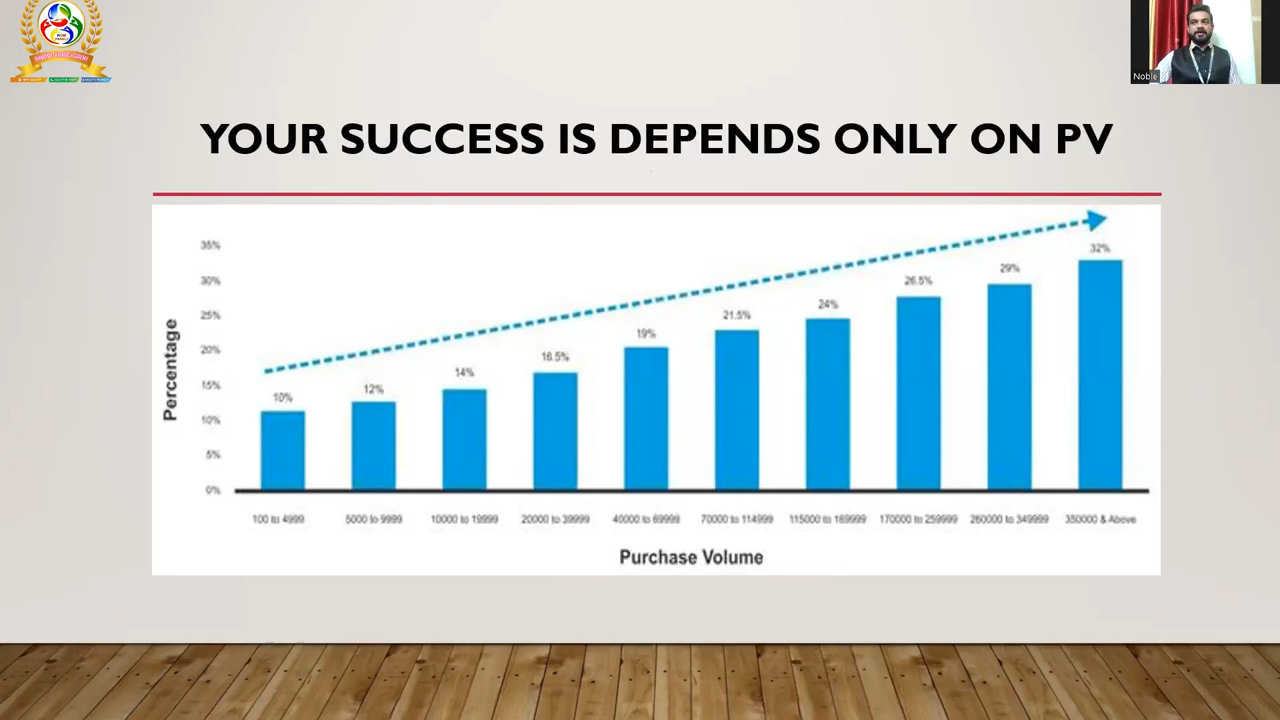 Noble
YOUR SUCCESS IS DEPENDS ONLY ON PV
Percentage
35%
30%
25%
20%
15%
10%
5%
0%
10%
12%
14%
16.5%
19%
21.5%
24%
26.5%
29%
32%
100 to 4999
5000 to 9999
10000 to 19999
20000 to 39999
40000 to 69999
70000 to 114999
115000 to 169999
170000 to 259999
260000 to 349999
350000 & Above
Purchase Volume